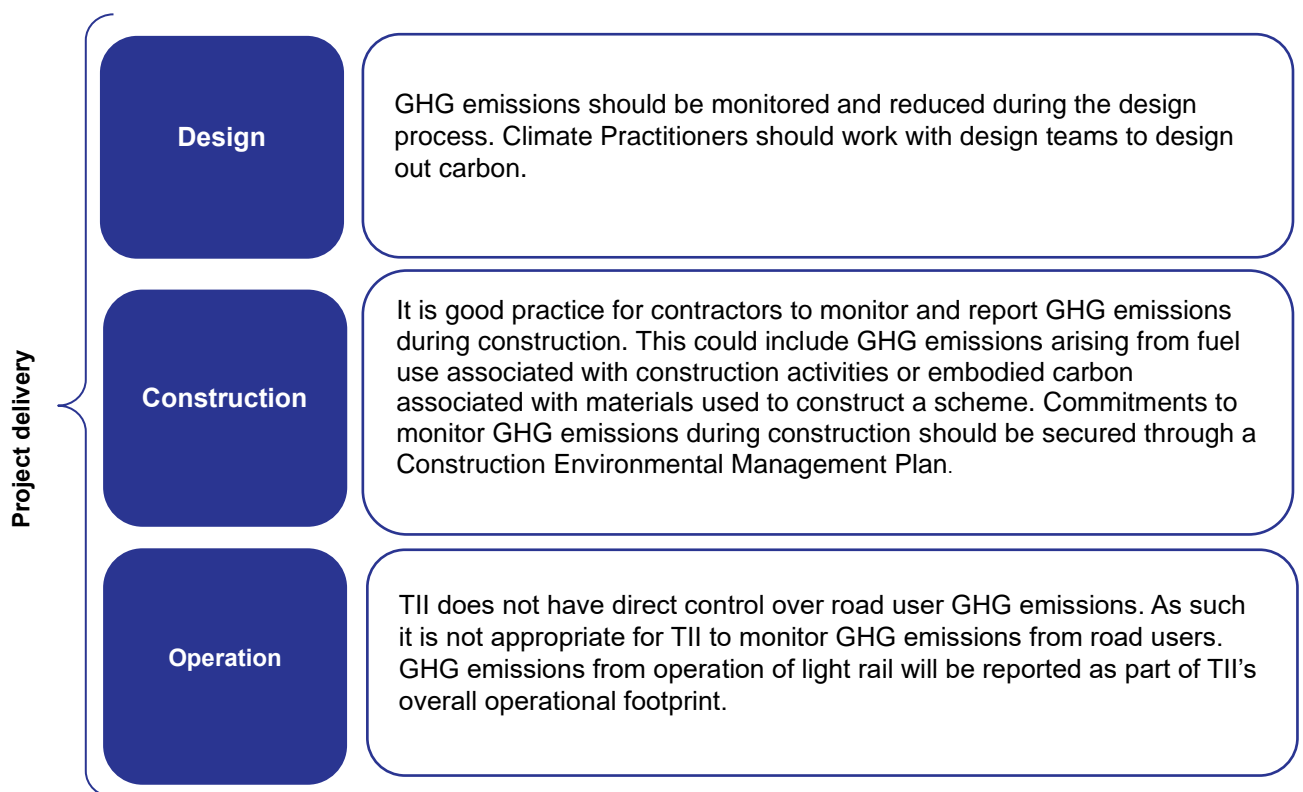 Project delivery
Design
GHG emissions should be monitored and reduced during the design
process. Climate Practitioners should work with design teams to design
out carbon.
Construction
It is good practice for contractors to monitor and report GHG emissions
during construction. This could include GHG emissions arising from fuel
use associated with construction activities or embodied carbon
associated with materials used to construct a scheme. Commitments to
monitor GHG emissions during construction should be secured through a
Construction Environmental Management Plan.
Operation
TII does not have direct control over road user GHG emissions. As such
it is not appropriate for TII to monitor GHG emissions from road users.
GHG emissions from operation of light rail will be reported as part of TII’s
overall operational footprint.